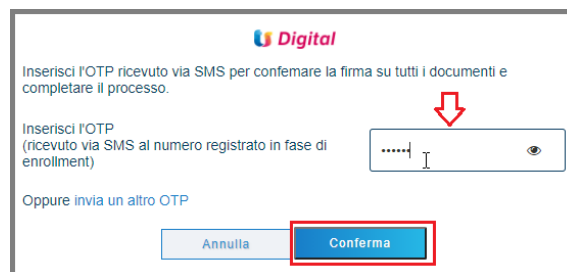 Digital
Inserisci l'OTP ricevuto via SMS per confemare la firma su tutti i documenti e
completare il processo.
Inserisci l'OTP
(ricevuto via SMS al numero registrato in fase di
enrollment)
••••••
Oppure invia un altro OTP
Annulla
Conferma